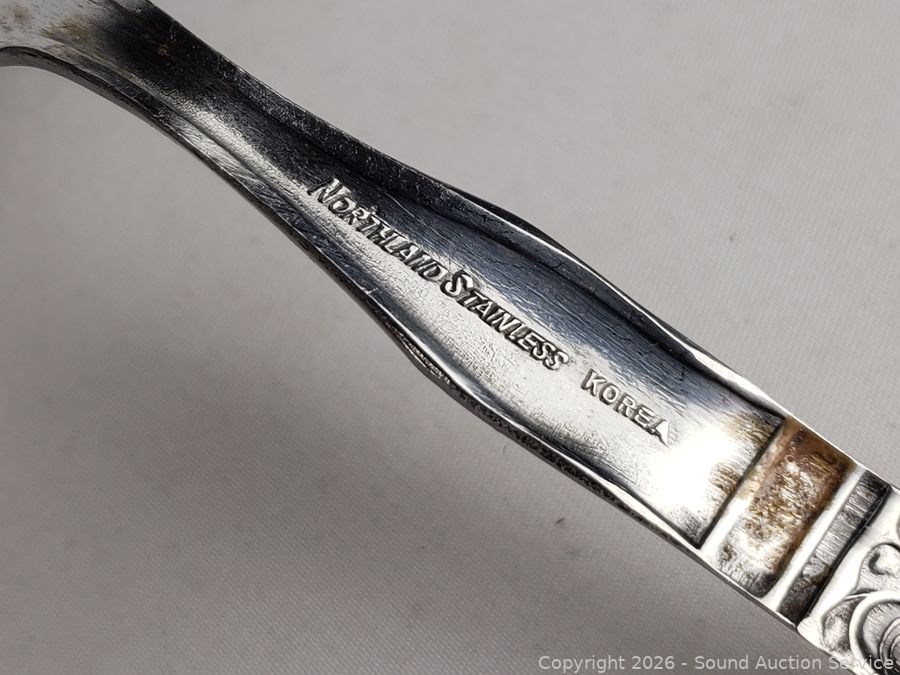 NORTHLAND STAINLESS KOREA
Copyright 2026 - Sound Auction Service